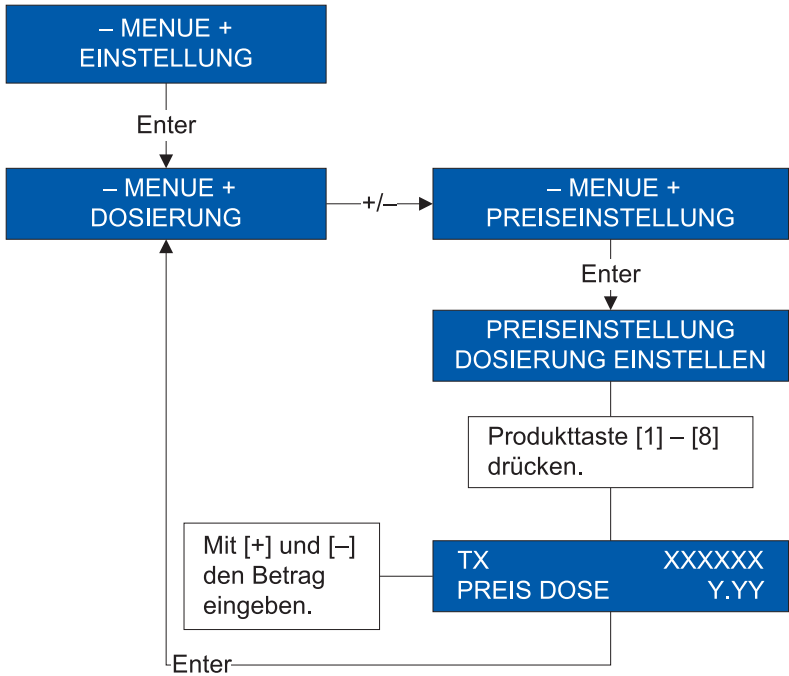 – MENUE +
EINSTELLUNG
Enter
– MENUE +
DOSIERUNG
+/–
– MENUE +
PREISEINSTELLUNG
Enter
PREISEINSTELLUNG
DOSIERUNG EINSTELLEN
Produkttaste [1] – [8]
drücken.
Mit [+] und [–]
den Betrag
eingeben.
TX XXXXXX
PREIS DOSE Y.YY
Enter